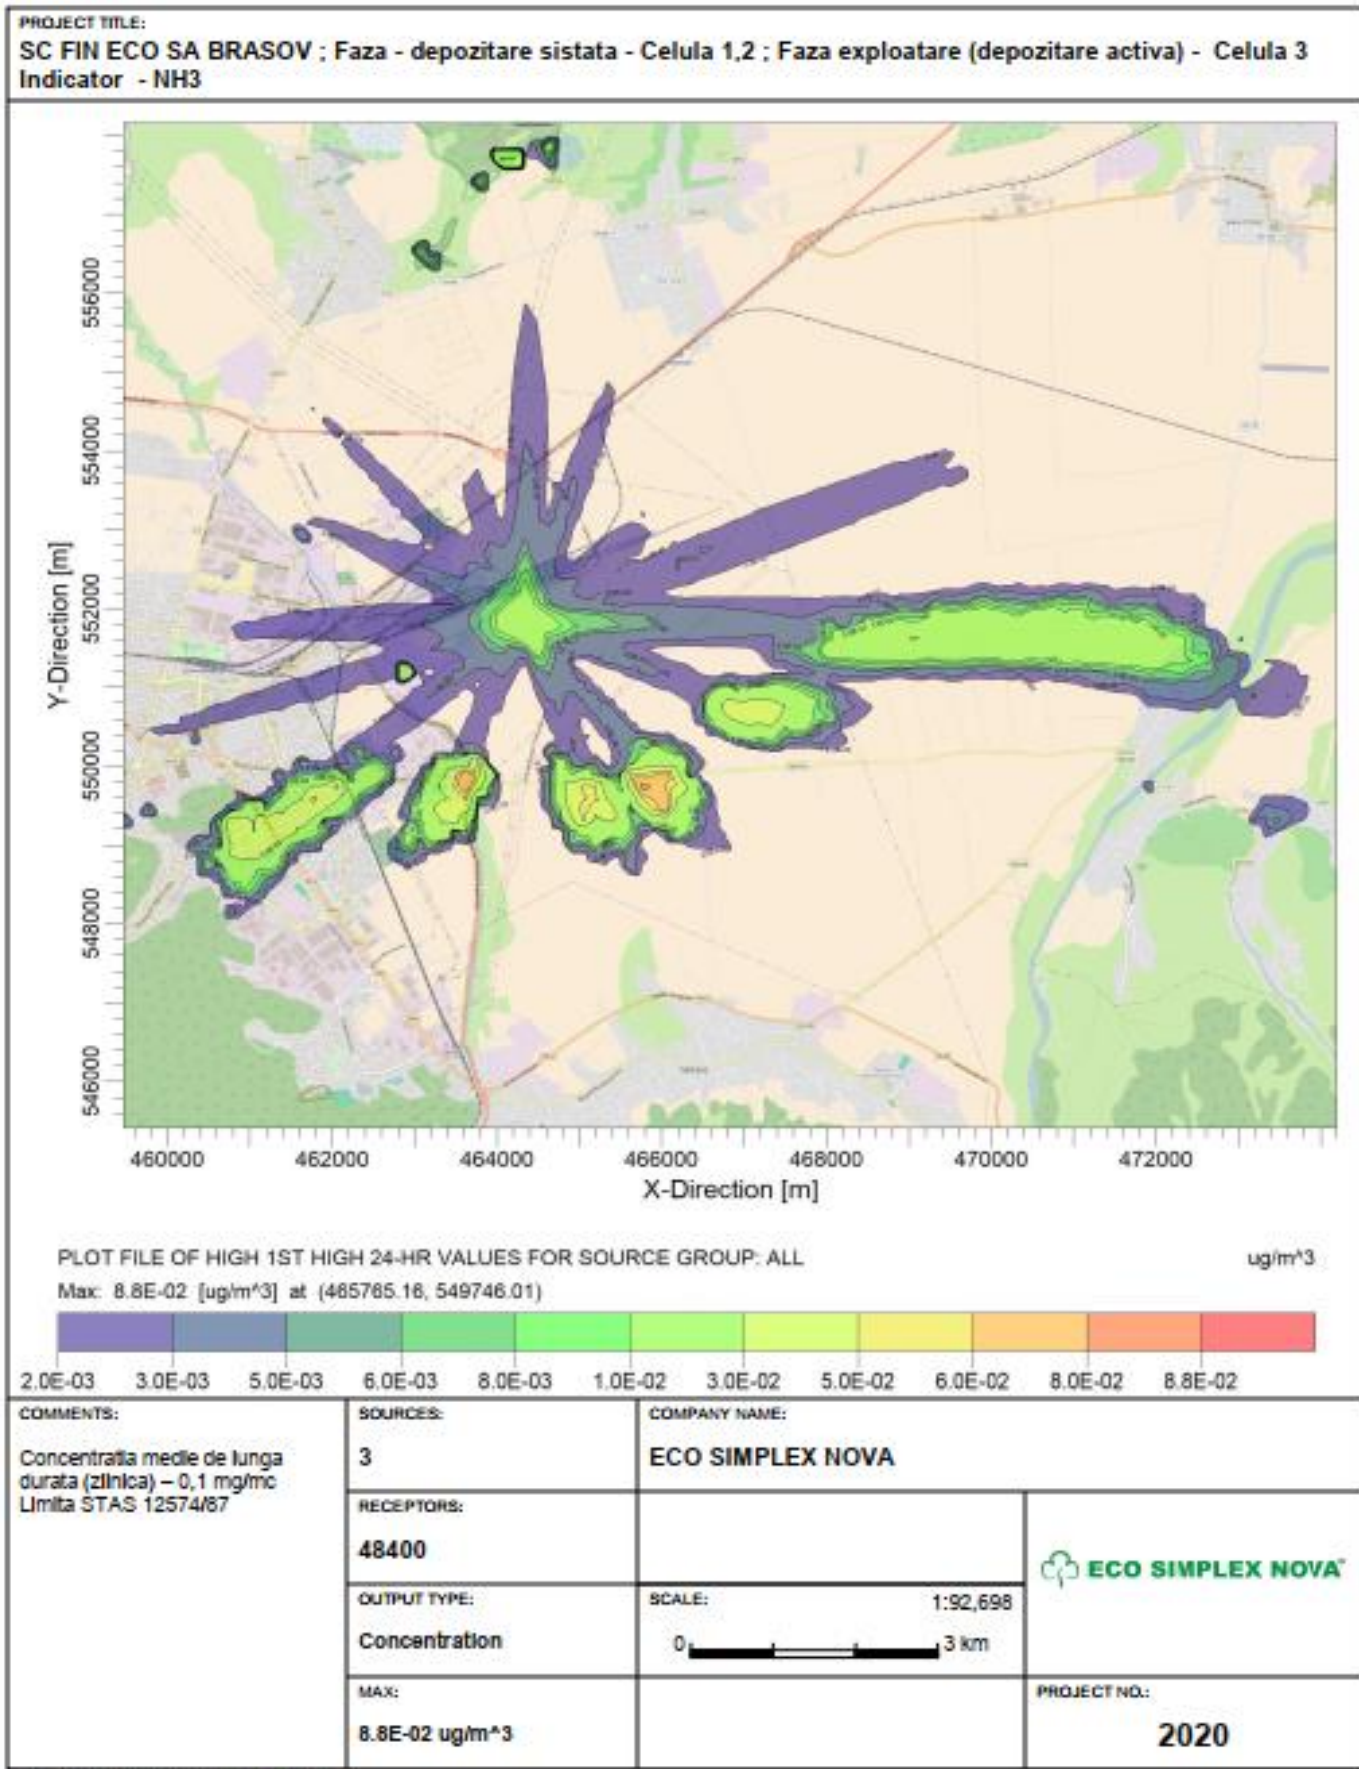 PROJECT TITLE:
SC FIN ECO SA BRASOV ; Faza - depozitare sistata - Celula 1,2 ; Faza exploatare (depozitare activa) - Celula 3
Indicator - NH3
Y-Direction [m]
556000
554000
552000
550000
548000
546000
460000 462000 464000 466000 468000 470000 472000
X-Direction [m]
PLOT FILE OF HIGH 1ST HIGH 24-HR VALUES FOR SOURCE GROUP: ALL ug/m^3
Max: 8.8E-02 [ug/m^3] at (465765.16, 549746.01)
2.0E-03 3.0E-03 5.0E-03 6.0E-03 8.0E-03 1.0E-02 3.0E-02 5.0E-02 6.0E-02 8.0E-02 8.8E-02
COMMENTS:
Concentratia medie de lunga
durata (zilnica) – 0,1 mg/mc
Limita STAS 12574/87
SOURCES:
3
COMPANY NAME:
ECO SIMPLEX NOVA
RECEPTORS:
48400
OUTPUT TYPE:
Concentration
SCALE: 1:92,698
0 3 km
ECO SIMPLEX NOVA
MAX:
8.8E-02 ug/m^3
PROJECT NO.:
2020